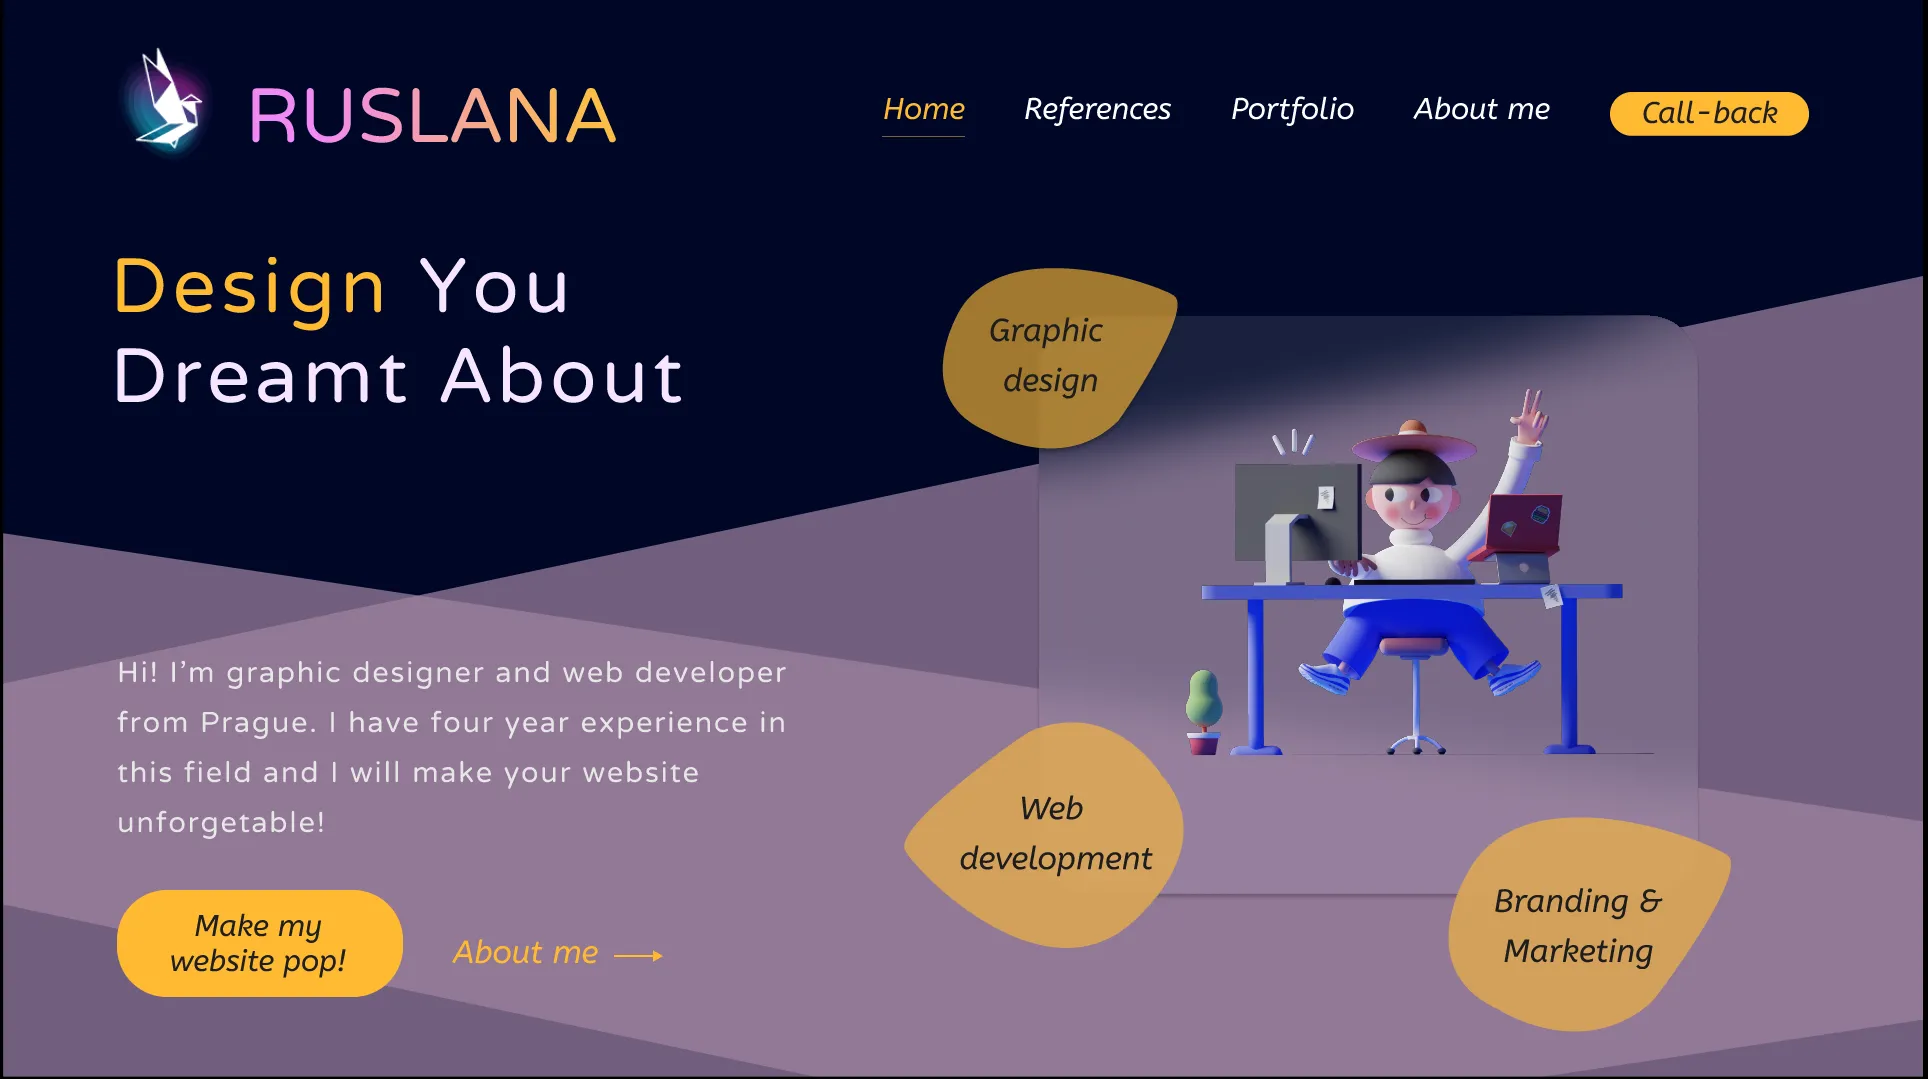 RUSLANA
Home
References
Portfolio
About me
Call-back
Design You
Dreamt About
Graphic
design
Hi! I’m graphic designer and web developer
from Prague. I have four year experience in
this field and I will make your website
unforgetable!
Make my
website pop!
About me
Web
development
Branding &
Marketing